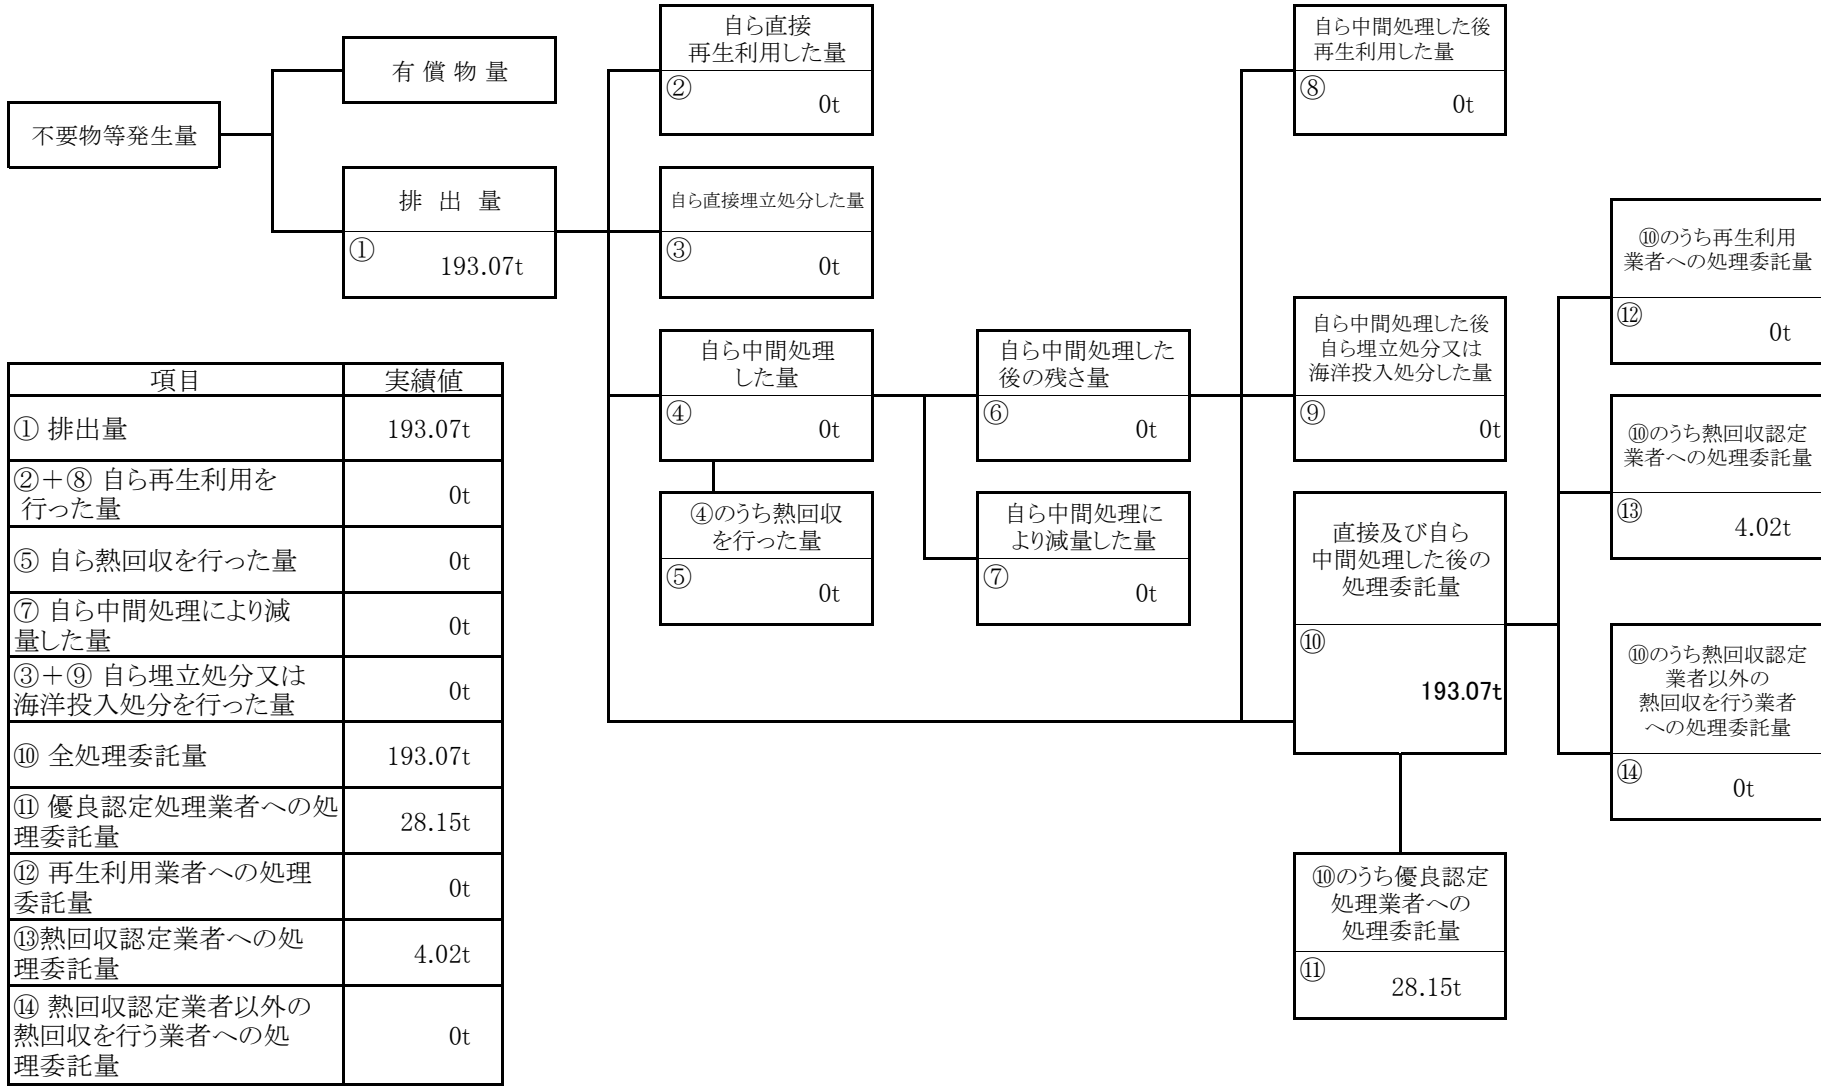 不要物等発生量
有 償 物 量
排 出 量
①
193.07t
自ら直接
再生利用した量
②
0t
自ら直接埋立処分した量
③
0t
自ら中間処理
した量
④
0t
④のうち熱回収
を行った量
⑤
0t
自ら中間処理した
後の残さ量
⑥
0t
自ら中間処理に
より減量した量
⑦
0t
自ら中間処理した後
再生利用した量
⑧
0t
自ら中間処理した後
自ら埋立処分又は
海洋投入処分した量
⑨
0t
直接及び自ら
中間処理した後の
処理委託量
⑩
193.07t
⑩のうち優良認定
処理業者への
処理委託量
⑪
28.15t
⑩のうち再生利用
業者への処理委託量
⑫
0t
⑩のうち熱回収認定
業者への処理委託量
⑬
4.02t
⑩のうち熱回収認定
業者以外の
熱回収を行う業者
への処理委託量
⑭
0t
項目 実績値
① 排出量 193.07t
②＋⑧ 自ら再生利用を
行った量 0t
⑤ 自ら熱回収を行った量 0t
⑦ 自ら中間処理により減
量した量 0t
③＋⑨ 自ら埋立処分又は
海洋投入処分を行った量 0t
⑩ 全処理委託量 193.07t
⑪ 優良認定処理業者への処
理委託量 28.15t
⑫ 再生利用業者への処理
委託量 0t
⑬熱回収認定業者への処
理委託量 4.02t
⑭ 熱回収認定業者以外の
熱回収を行う業者への処
理委託量 0t